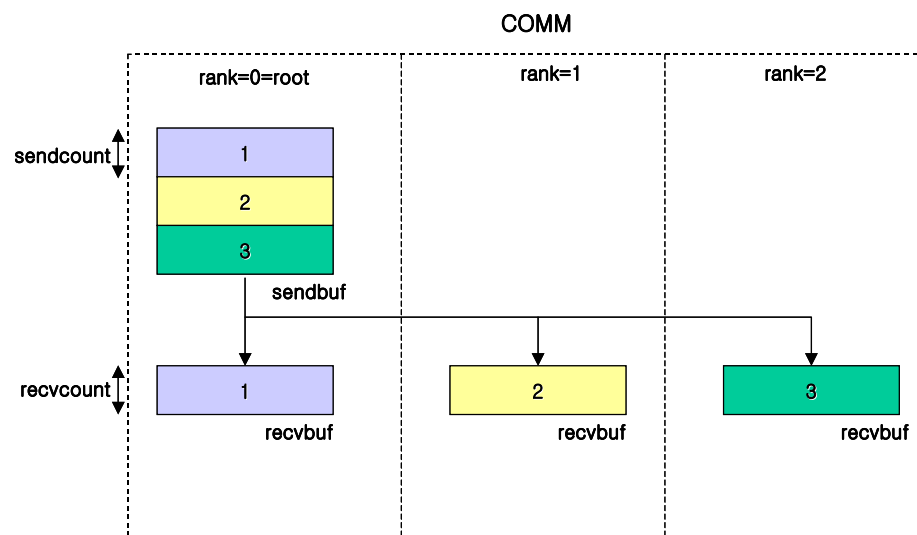 COMM
rank=0=root
rank=1
rank=2
sendcount
1
2
3
sendbuf
recvcount
1
2
3
recvbuf
recvbuf
recvbuf